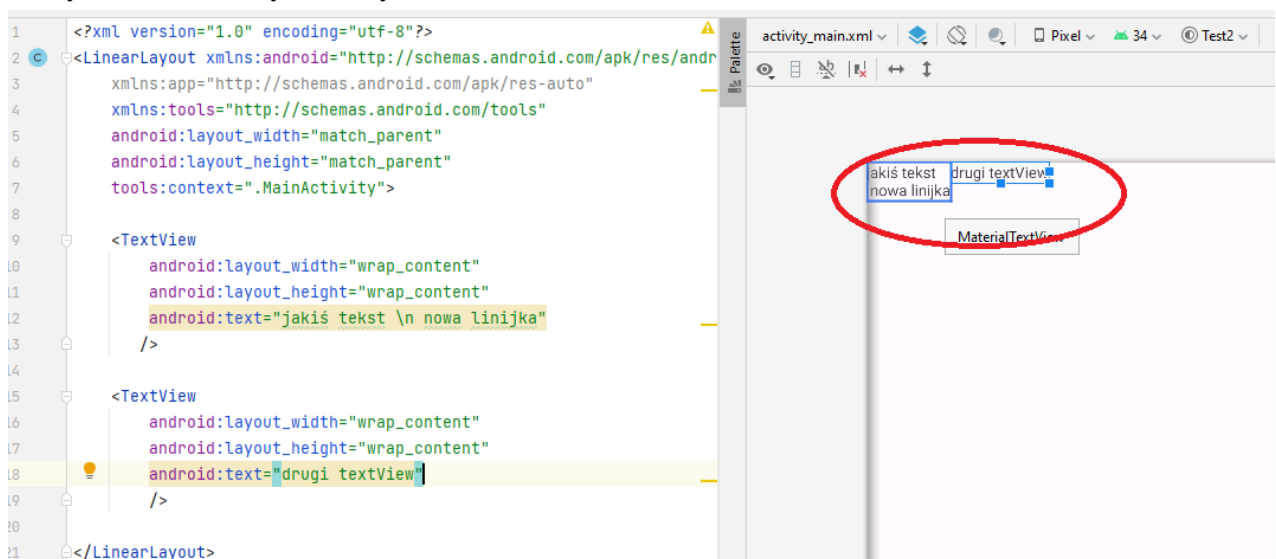 1 <?xml version="1.0" encoding="utf-8"?>
2 C <LinearLayout xmlns:android="http://schemas.android.com/apk/res/andr
3 xmlns:app="http://schemas.android.com/apk/res-auto"
4 xmlns:tools="http://schemas.android.com/tools"
5 android:layout_width="match_parent"
6 android:layout_height="match_parent"
7 tools:context=".MainActivity">
8
9 <TextView
10 android:layout_width="wrap_content"
11 android:layout_height="wrap_content"
12 android:text="jakiś tekst \n nowa linijka"
13 />
14
15 <TextView
16 android:layout_width="wrap_content"
17 android:layout_height="wrap_content"
18 android:text="drugi textView"
19 />
20
21 </LinearLayout>
Palette
activity_main.xml Pixel 34 Test2
akiś tekst drugi textView
nowa linijka
MaterialTextView